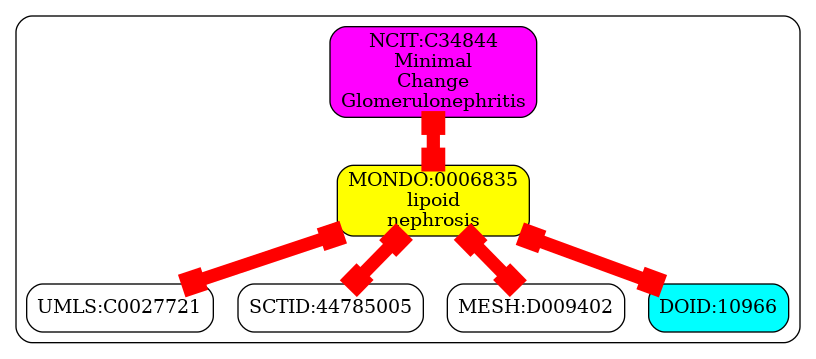 NCIT:C34844
Minimal
Change
Glomerulonephritis
MONDO:0006835
lipoid
nephrosis
UMLS:C0027721
SCTID:44785005
MESH:D009402
DOID:10966